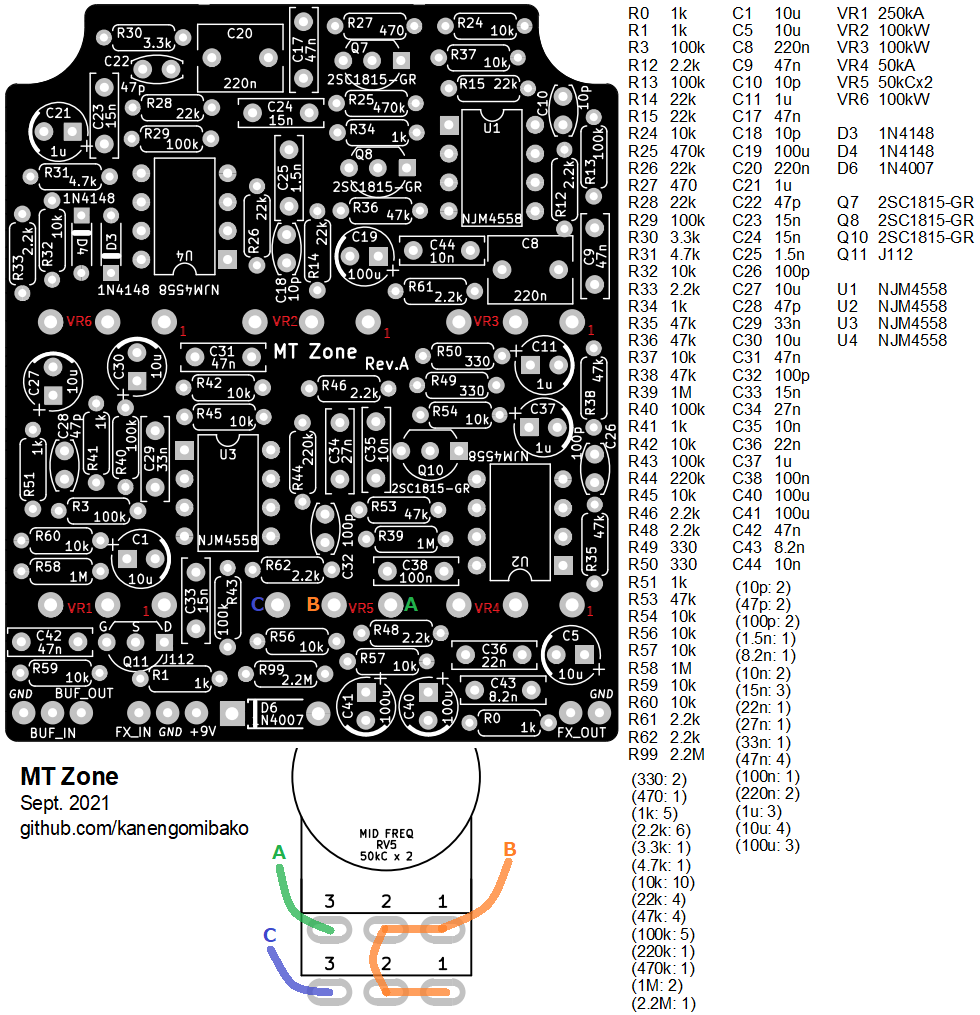 R30 3.3k
C20 220n
C17 47n
R27 470
R24 10k
C22 47p
Q7 2SC1815-GR
R37 10k
C23 15n
R28 22k
C24 15n
R25 470k
R15 22k
C10 10p
C21 1u
R29 100k
R34 1k
U1 NJM4558
R13 100k
R31 4.7k
C25 1.5n
Q8 2SC1815-GR
R12 2.2k
1N4148
R33 2.2k
R32 10k
D4
D3
1N4148
U4 NJM4558
R26 22k
C18 10p
R14 22k
R36 47k
C19 100u
C44 10n
C8 220n
C9 47n
R61 2.2k
VR6 1
VR2 1
VR3 1
MT Zone
Rev.A
C27 10u
C30 10u
C31 47n
R50 330
C11 1u
R42 10k
R46 2.2k
R49 330
R38 47k
R45 10k
R54 10k
C37 1u
R51 1k
C28 47p
R41 1k
R40 100k
C29 33n
U3 NJM4558
R44 220k
C34 27n
C35 10n
Q10 2SC1815-GR
NJM4558
U2
100p C26
R3 100k
R53 47k
R60 10k
C1 10u
R39 1M
C32 100p
R35 47k
R58 1M
R62 2.2k
C38 100n
C33 15n
R43 100k
VR1 1
C B VR5 A
VR4 1
C42 47n
G S D
Q11 J112
R56 10k
R48 2.2k
C36 22n
C5 10u
R59 10k
R1 1k
R99 2.2M
R57 10k
C43 8.2n
GND
BUF_OUT
D6 1N4007
C41 100u
C40 100u
R0 1k
GND
BUF_IN
FX_IN GND +9V
FX_OUT
MT Zone
Sept. 2021
github.com/kanengomibako
MID FREQ
RV5
50kC x 2
A
B
3 2 1
C
3 2 1
R0 1k
R1 1k
R3 100k
R12 2.2k
R13 100k
R14 22k
R15 22k
R24 10k
R25 470k
R26 22k
R27 470
R28 22k
R29 100k
R30 3.3k
R31 4.7k
R32 10k
R33 2.2k
R34 1k
R35 47k
R36 47k
R37 10k
R38 47k
R39 1M
R40 100k
R41 1k
R42 10k
R43 100k
R44 220k
R45 10k
R46 2.2k
R48 2.2k
R49 330
R50 330
R51 1k
R53 47k
R54 10k
R56 10k
R57 10k
R58 1M
R59 10k
R60 10k
R61 2.2k
R62 2.2k
R99 2.2M
(330: 2)
(470: 1)
(1k: 5)
(2.2k: 6)
(3.3k: 1)
(4.7k: 1)
(10k: 10)
(22k: 4)
(47k: 4)
(100k: 5)
(220k: 1)
(470k: 1)
(1M: 2)
(2.2M: 1)
C1 10u
C5 10u
C8 220n
C9 47n
C10 10p
C11 1u
C17 47n
C18 10p
C19 100u
C20 220n
C21 1u
C22 47p
C23 15n
C24 15n
C25 1.5n
C26 100p
C27 10u
C28 47p
C29 33n
C30 10u
C31 47n
C32 100p
C33 15n
C34 27n
C35 10n
C36 22n
C37 1u
C38 100n
C40 100u
C41 100u
C42 47n
C43 8.2n
C44 10n
(10p: 2)
(47p: 2)
(100p: 2)
(1.5n: 1)
(8.2n: 1)
(10n: 2)
(15n: 3)
(22n: 1)
(27n: 1)
(33n: 1)
(47n: 4)
(100n: 1)
(220n: 2)
(1u: 3)
(10u: 4)
(100u: 3)
VR1 250kA
VR2 100kW
VR3 100kW
VR4 50kA
VR5 50kCx2
VR6 100kW
D3 1N4148
D4 1N4148
D6 1N4007
Q7 2SC1815-GR
Q8 2SC1815-GR
Q10 2SC1815-GR
Q11 J112
U1 NJM4558
U2 NJM4558
U3 NJM4558
U4 NJM4558